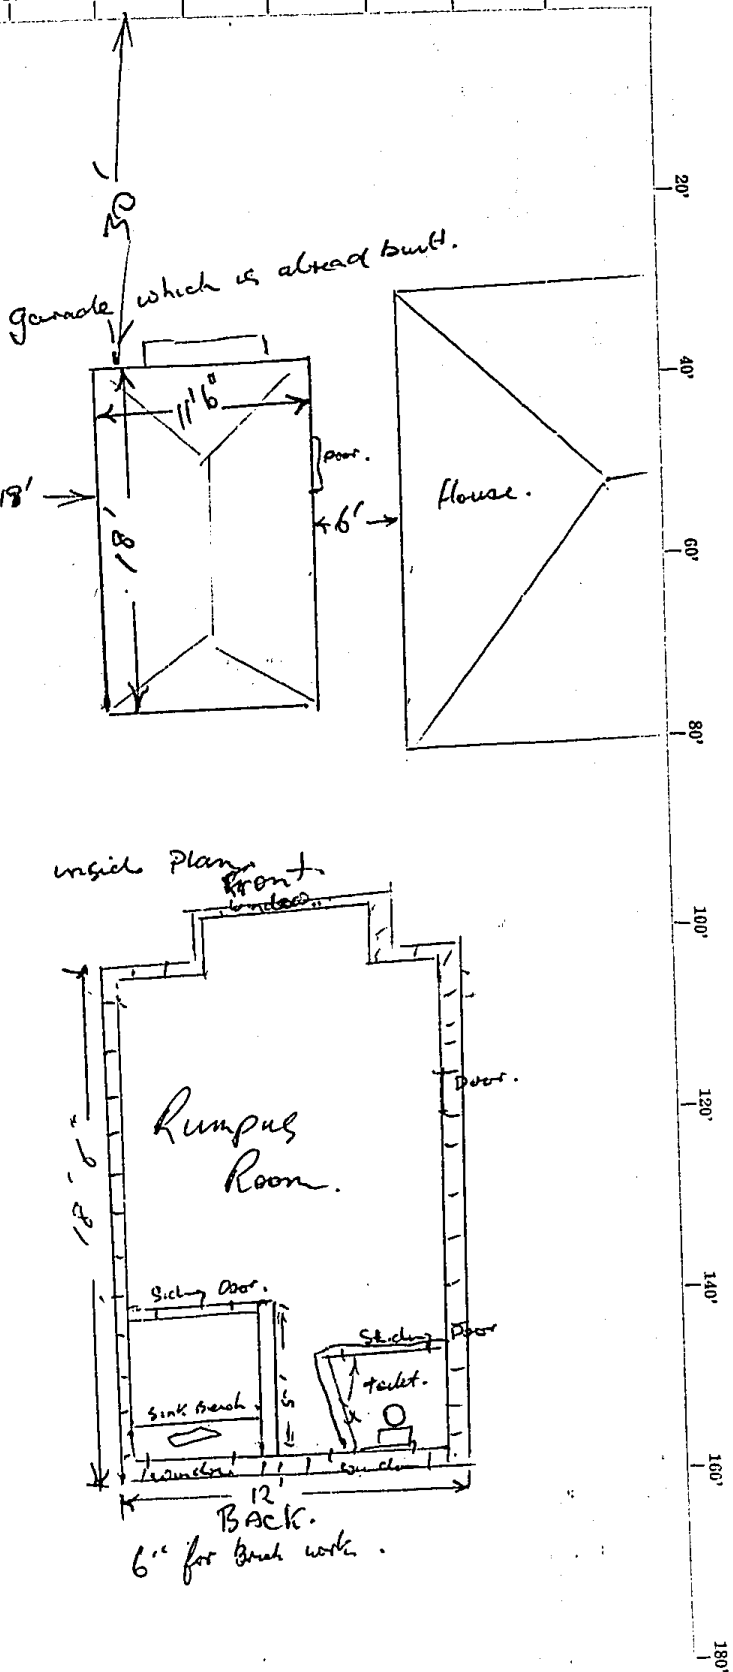 20'
30'
garade which is alread built.
40'
11'6"
Door.
18'
18'
6'
House.
60'
80'
inside Plan.
Front.
window.
100'
Door.
120'
Rumpus
Room.
18' 6"
140'
Sliding Door.
Sliding Door
5'
toilet.
Sink Bench
window
window
160'
12'
BACK.
6" for Brick work.
180'